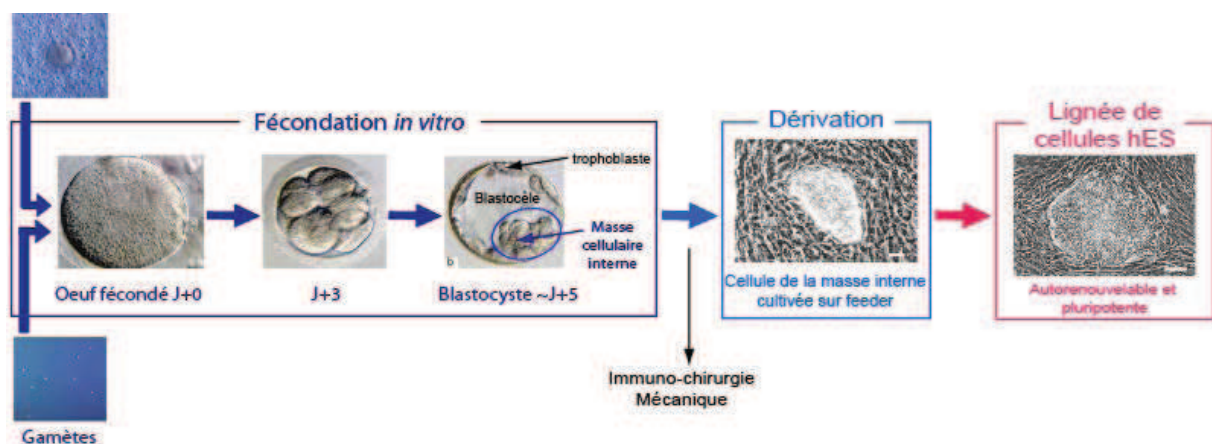 Fécondation in vitro
trophoblaste
Blastocèle
Masse
cellulaire
interne
b
Oeuf fécondé J+0
J+3
Blastocyste ~J+5
Gamètes
Immuno-chirurgie
Mécanique
Dérivation
Cellule de la masse interne
cultivée sur feeder
Lignée de
cellules hES
Autorenouvelable et
pluripotente